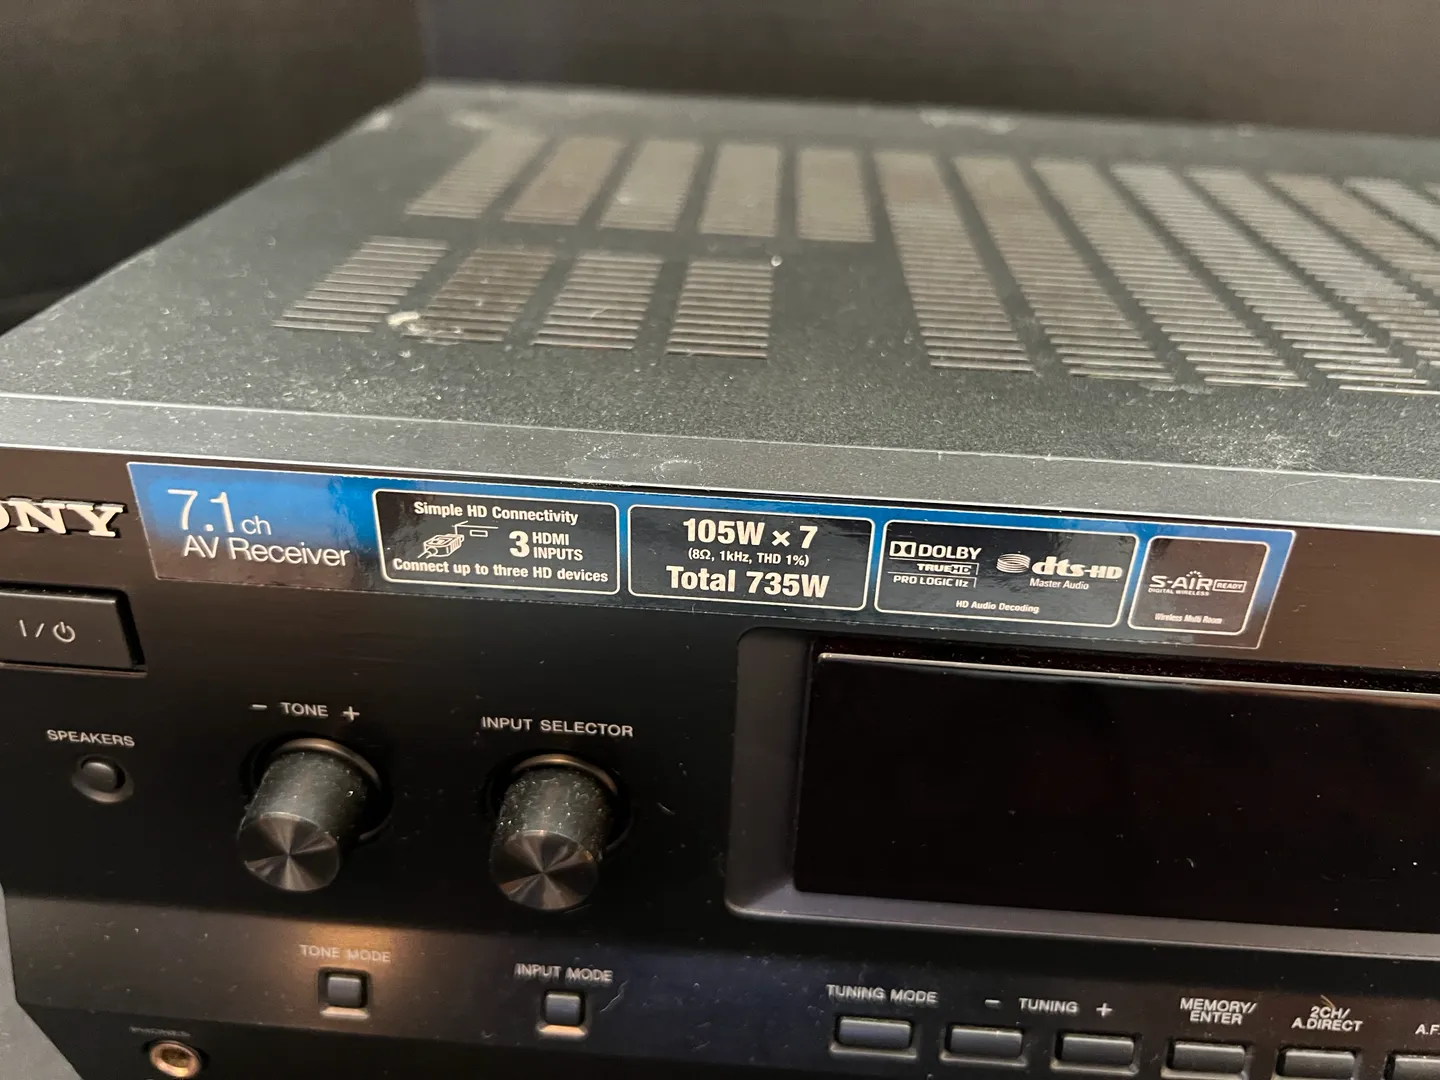 SONY
7.1ch
AV Receiver
Simple HD Connectivity
3 HDMI INPUTS
Connect up to three HD devices
105W × 7
(8Ω, 1kHz, THD 1%)
Total 735W
DOLBY
TRUEHD
PRO LOGIC IIz
dts-HD
Master Audio
HD Audio Decoding
S-AIR READY
DIGITAL WIRELESS
Wireless Multi Room
I/⏻
SPEAKERS
− TONE +
INPUT SELECTOR
TONE MODE
INPUT MODE
TUNING MODE
− TUNING +
MEMORY/
ENTER
2CH/
A.DIRECT
A.F.